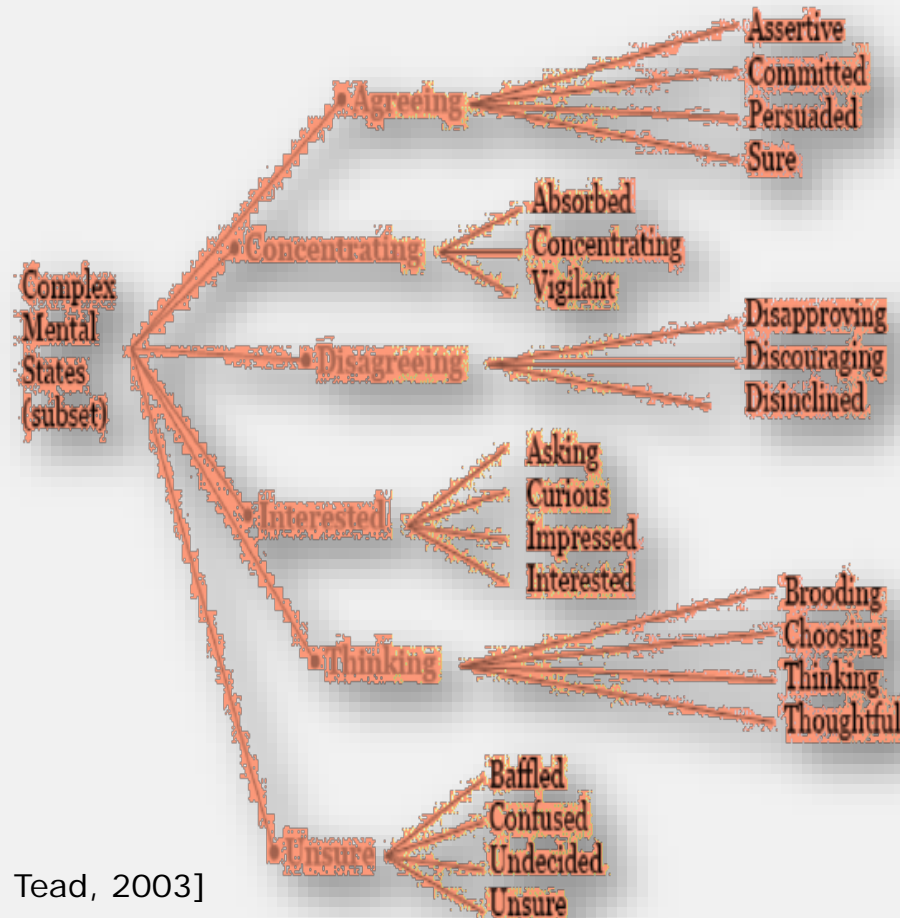 Complex
Mental
States
(subset)
Agreeing
Assertive
Committed
Persuaded
Sure
Concentrating
Absorbed
Concentrating
Vigilant
Disagreeing
Disapproving
Discouraging
Disinclined
Interested
Asking
Curious
Impressed
Interested
Thinking
Brooding
Choosing
Thinking
Thoughtful
Unsure
Baffled
Confused
Undecided
Unsure
Tead, 2003]